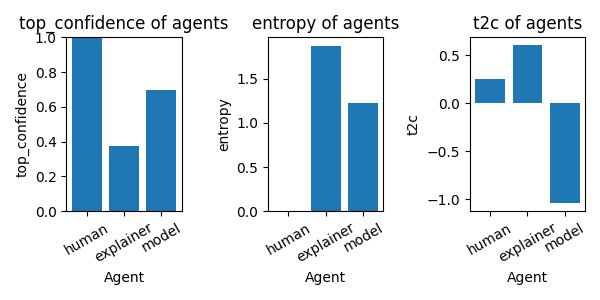 top_confidence of agents
1.0
0.8
0.6
0.4
0.2
0.0
top_confidence
human
explainer
model
Agent
entropy of agents
1.5
1.0
0.5
0.0
entropy
human
explainer
model
Agent
t2c of agents
0.5
0.0
−0.5
−1.0
t2c
human
explainer
model
Agent